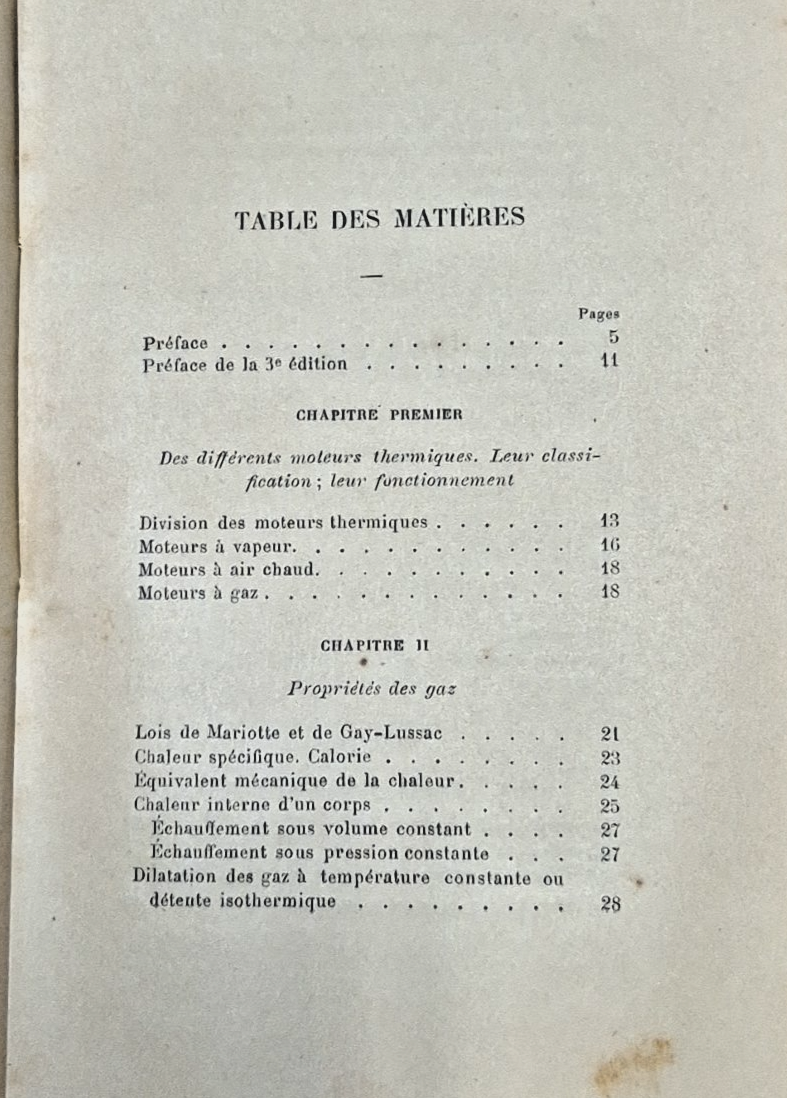 TABLE DES MATIÈRES
Pages
Préface . . . . . . . . . . . . . . . 5
Préface de la 3e édition . . . . . . . . . 11
CHAPITRE PREMIER
Des différents moteurs thermiques. Leur classi-
fication ; leur fonctionnement
Division des moteurs thermiques . . . . . . 13
Moteurs à vapeur. . . . . . . . . . . . 16
Moteurs à air chaud. . . . . . . . . . . 18
Moteurs à gaz . . . . . . . . . . . . . 18
CHAPITRE II
Propriétés des gaz
Lois de Mariotte et de Gay-Lussac . . . . . 21
Chaleur spécifique. Calorie . . . . . . . . 23
Équivalent mécanique de la chaleur. . . . . 24
Chaleur interne d'un corps . . . . . . . . 25
Échauffement sous volume constant . . . . 27
Échauffement sous pression constante . . . 27
Dilatation des gaz à température constante ou
détente isothermique . . . . . . . . . 28